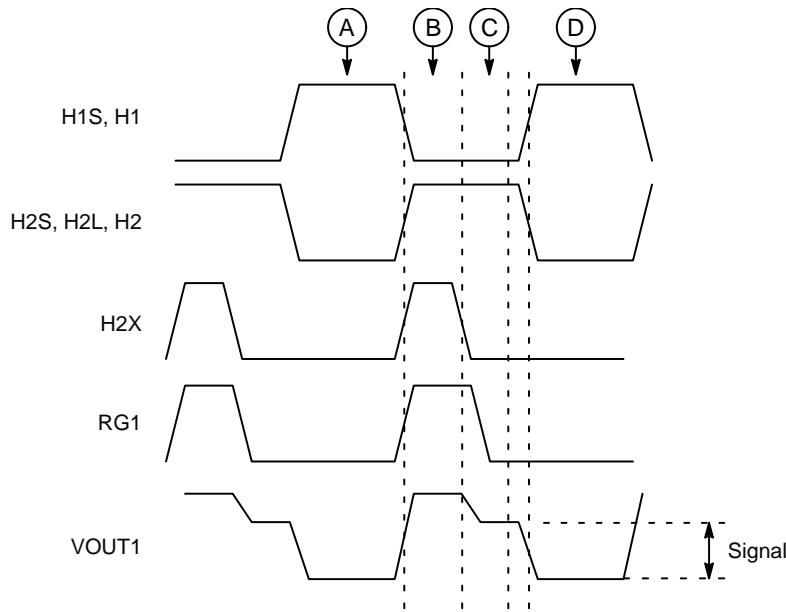 A B C D
H1S, H1
H2S, H2L, H2
H2X
RG1
VOUT1
Signal